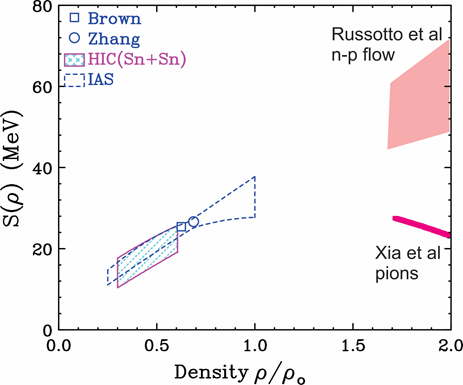 80
60
40
20
0
S(ρ) (MeV)
Brown
Zhang
HIC(Sn+Sn)
IAS
Russotto et al
n-p flow
Xia et al
pions
0.0 0.5 1.0 1.5 2.0
Density ρ/ρo